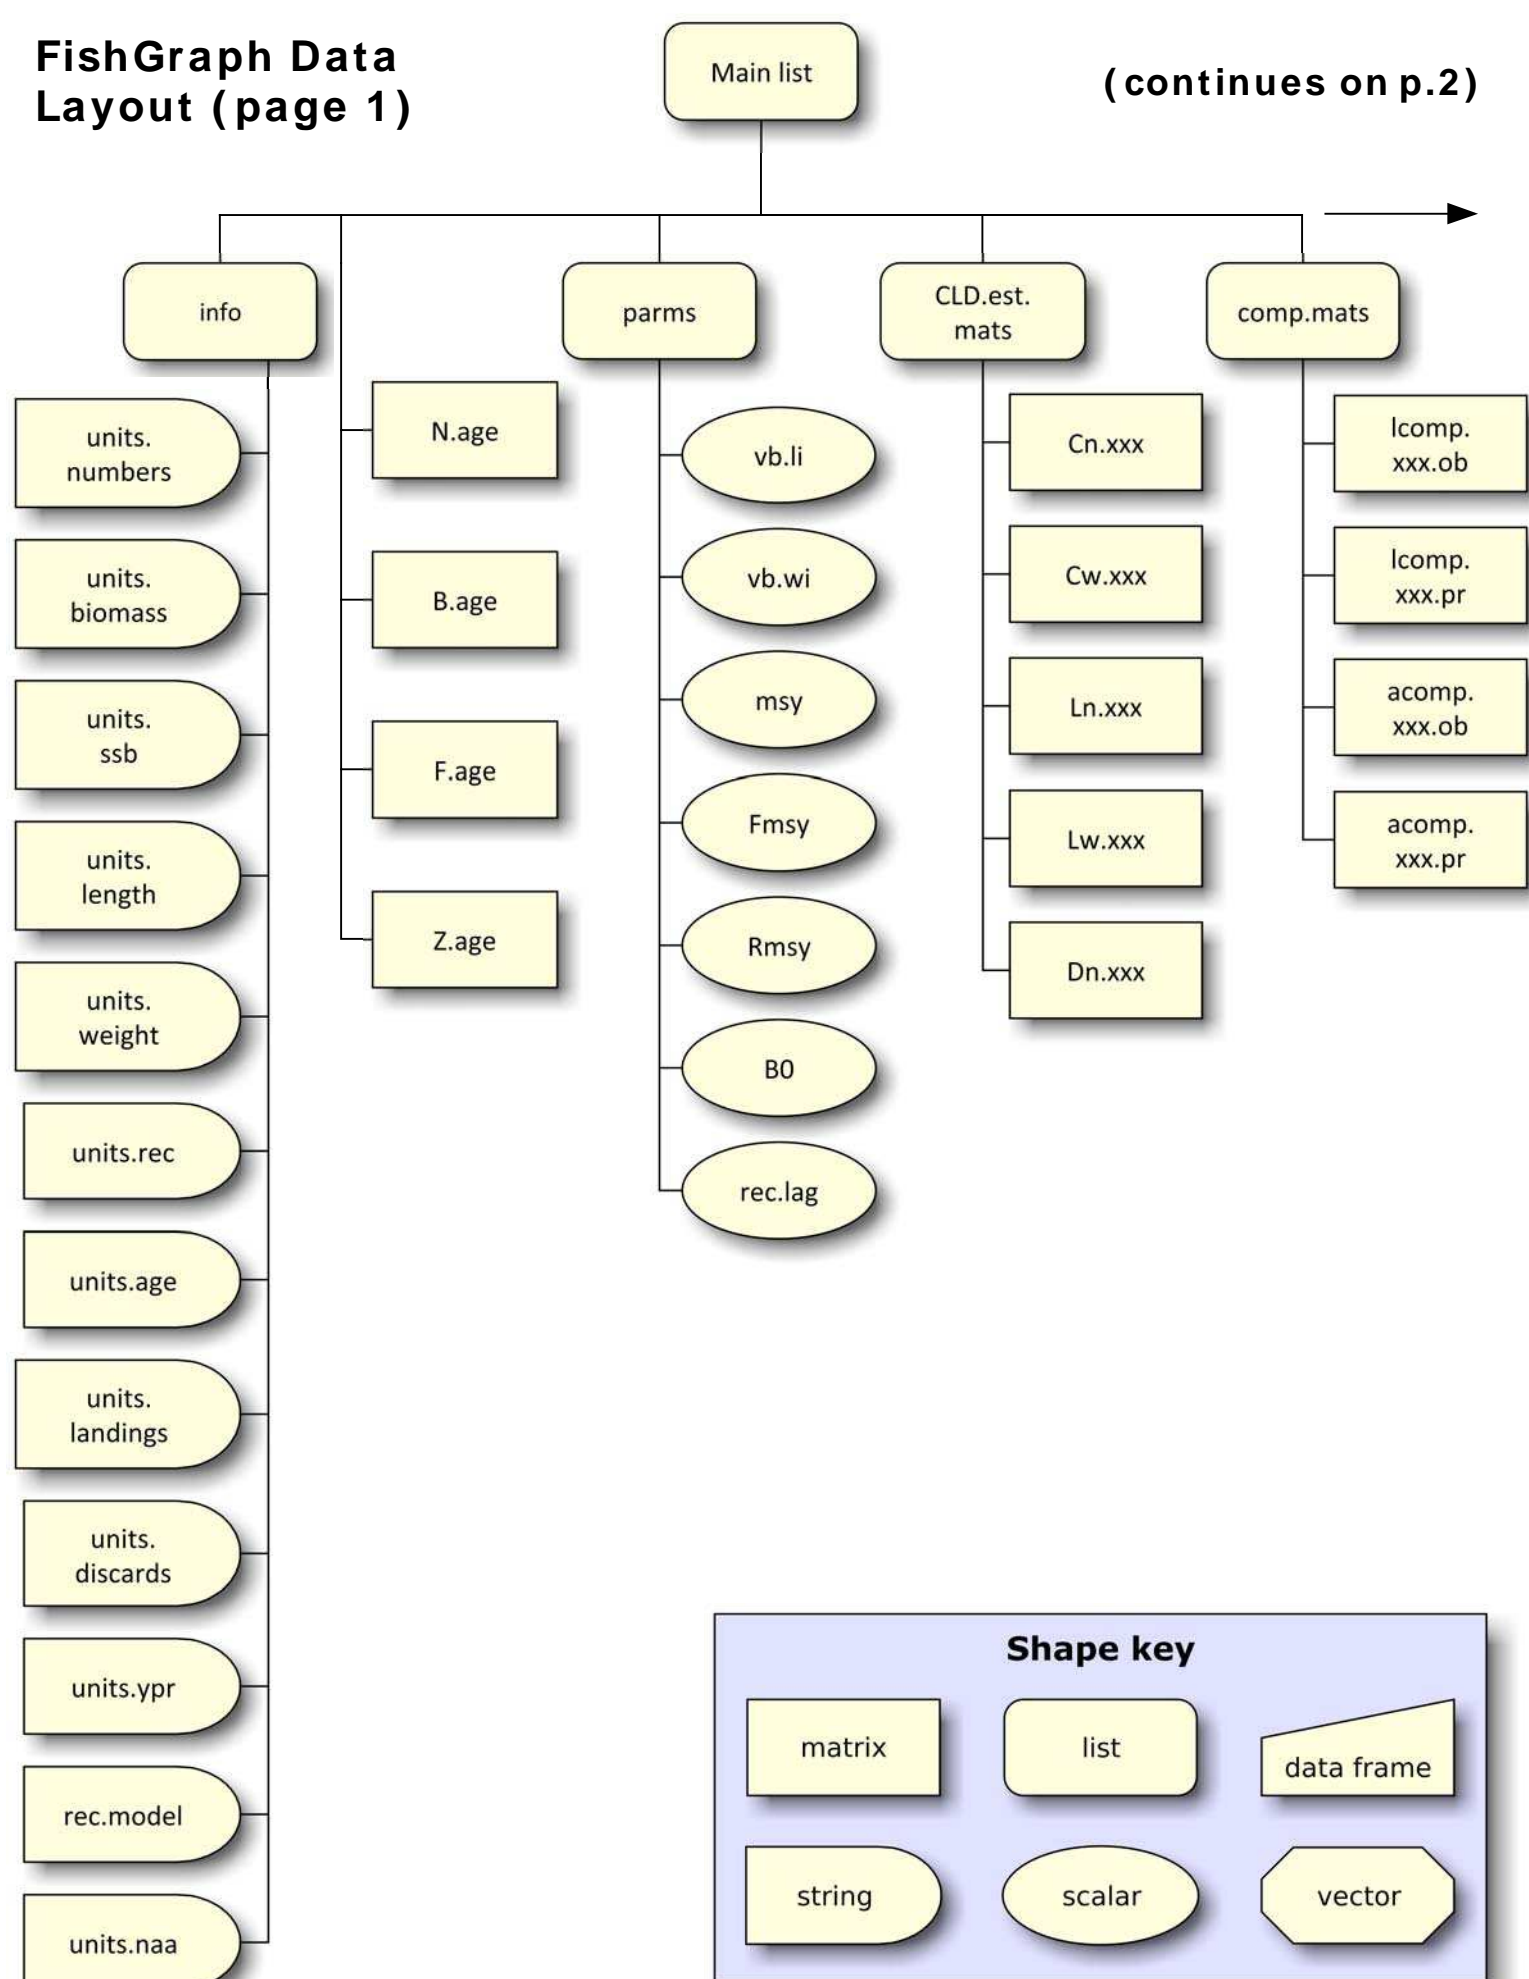 FishGraph Data
Layout (page 1)
Main list
(continues on p.2)
info
parms
CLD.est.
mats
comp.mats
units.
numbers
units.
biomass
units.
ssb
units.
length
units.
weight
units.rec
units.age
units.
landings
units.
discards
units.ypr
rec.model
units.naa
N.age
B.age
F.age
Z.age
vb.li
vb.wi
msy
Fmsy
Rmsy
B0
rec.lag
Cn.xxx
Cw.xxx
Ln.xxx
Lw.xxx
Dn.xxx
lcomp.
xxx.ob
lcomp.
xxx.pr
acomp.
xxx.ob
acomp.
xxx.pr
Shape key
matrix
list
data frame
string
scalar
vector